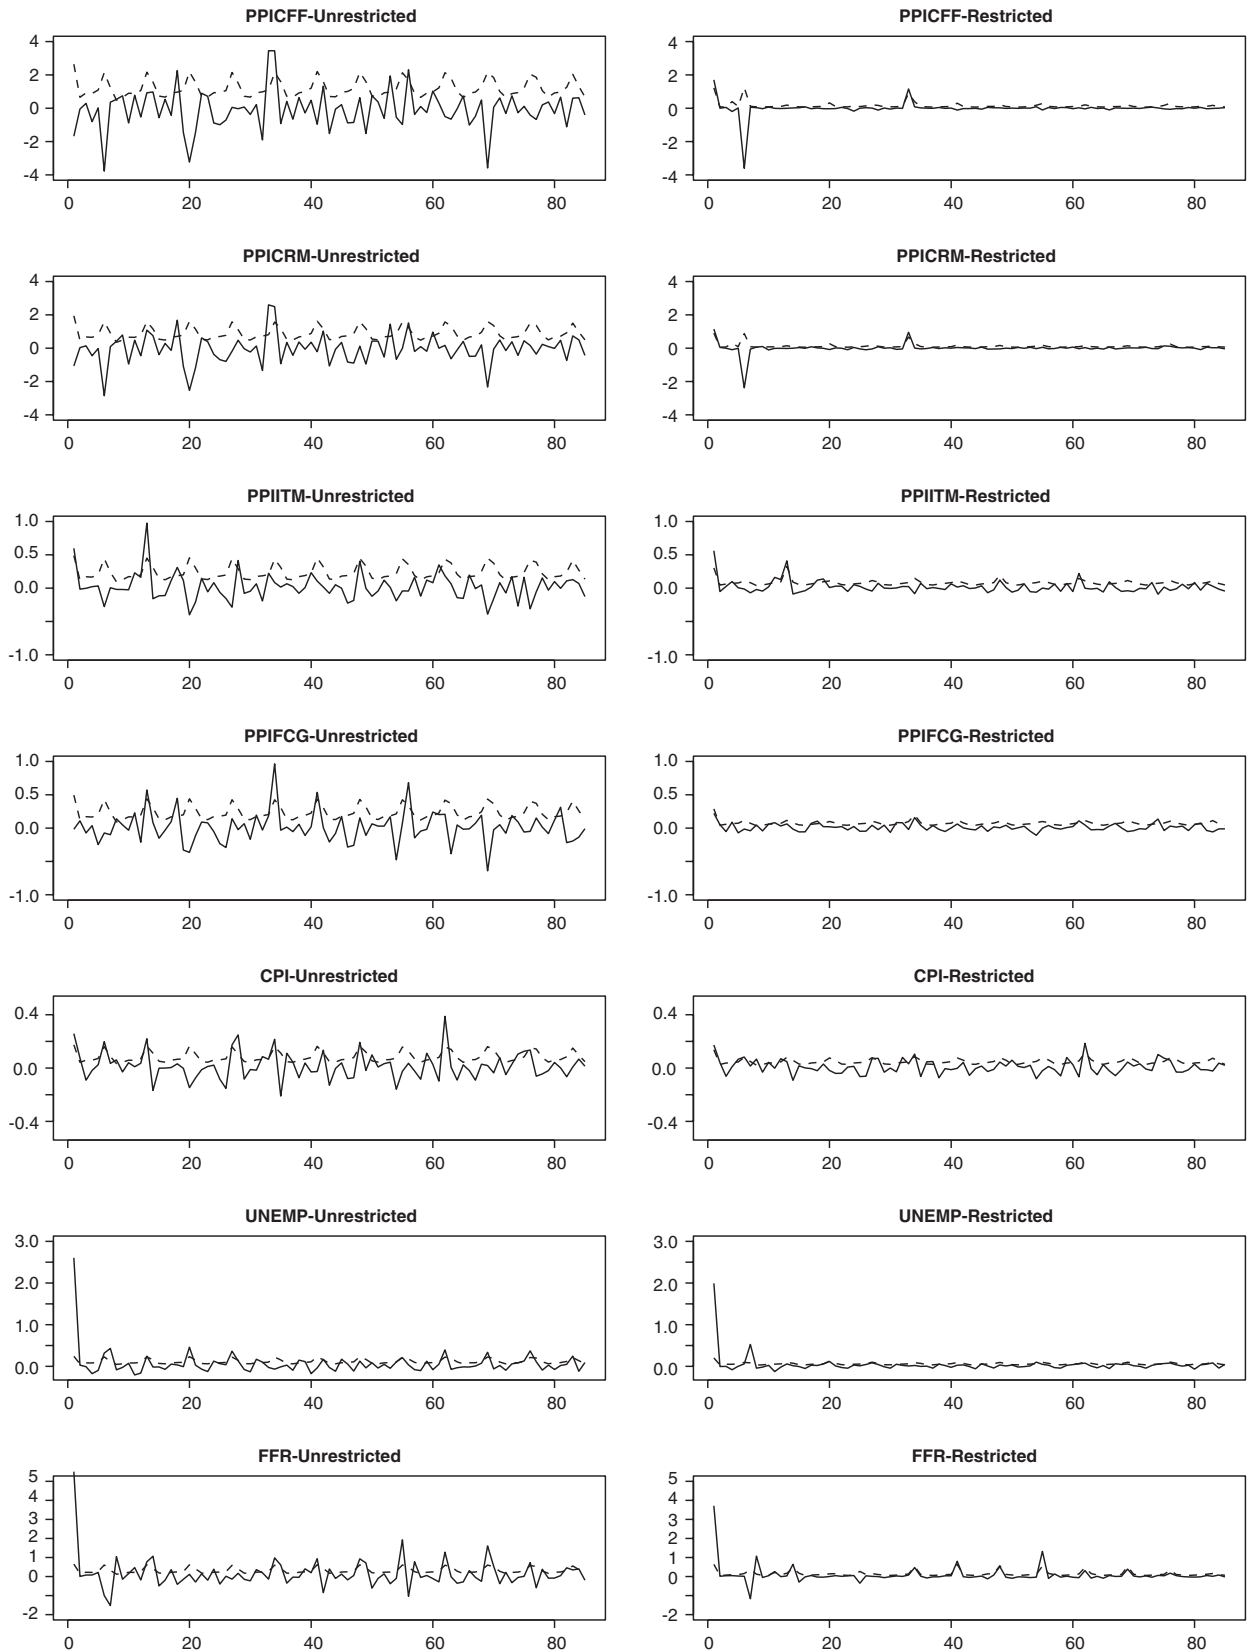 PPICFF-Unrestricted
4
2
0
-2
-4
0 20 40 60 80
PPICFF-Restricted
4
2
0
-2
-4
0 20 40 60 80
PPICRM-Unrestricted
4
2
0
-2
-4
0 20 40 60 80
PPICRM-Restricted
4
2
0
-2
-4
0 20 40 60 80
PPIITM-Unrestricted
1.0
0.5
0.0
-1.0
0 20 40 60 80
PPIITM-Restricted
1.0
0.5
0.0
-1.0
0 20 40 60 80
PPIFCG-Unrestricted
1.0
0.5
0.0
-1.0
0 20 40 60 80
PPIFCG-Restricted
1.0
0.5
0.0
-1.0
0 20 40 60 80
CPI-Unrestricted
0.4
0.0
-0.4
0 20 40 60 80
CPI-Restricted
0.4
0.0
-0.4
0 20 40 60 80
UNEMP-Unrestricted
3.0
2.0
1.0
0.0
0 20 40 60 80
UNEMP-Restricted
3.0
2.0
1.0
0.0
0 20 40 60 80
FFR-Unrestricted
5
4
3
2
1
0
-2
0 20 40 60 80
FFR-Restricted
5
4
3
2
1
0
-2
0 20 40 60 80